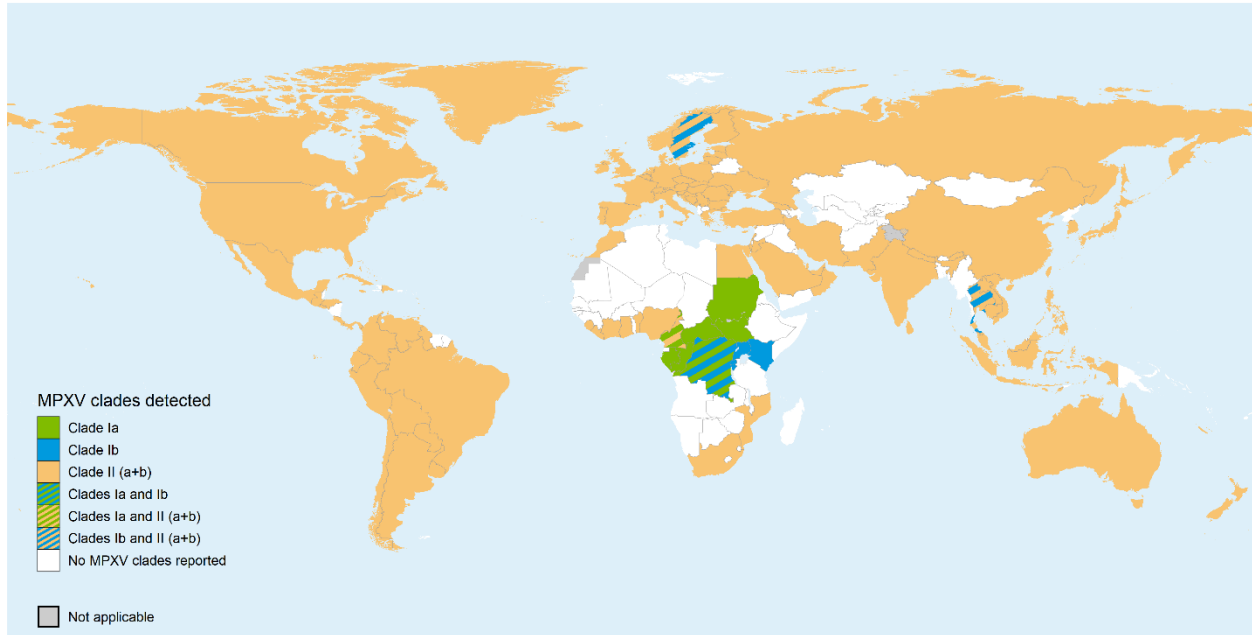 MPXV clades detected
Clade Ia
Clade Ib
Clade II (a+b)
Clades Ia and Ib
Clades Ia and II (a+b)
Clades Ib and II (a+b)
No MPXV clades reported
Not applicable